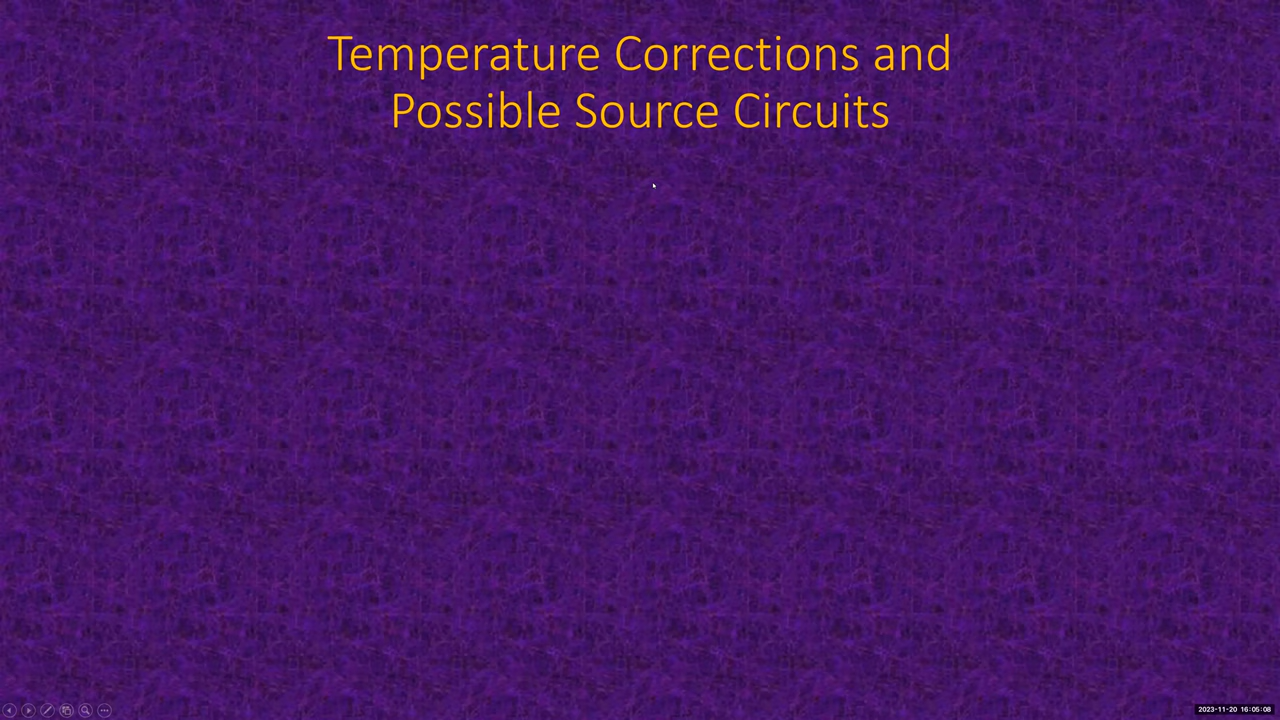 Temperature Corrections and
Possible Source Circuits
2023-11-20 16:05:08